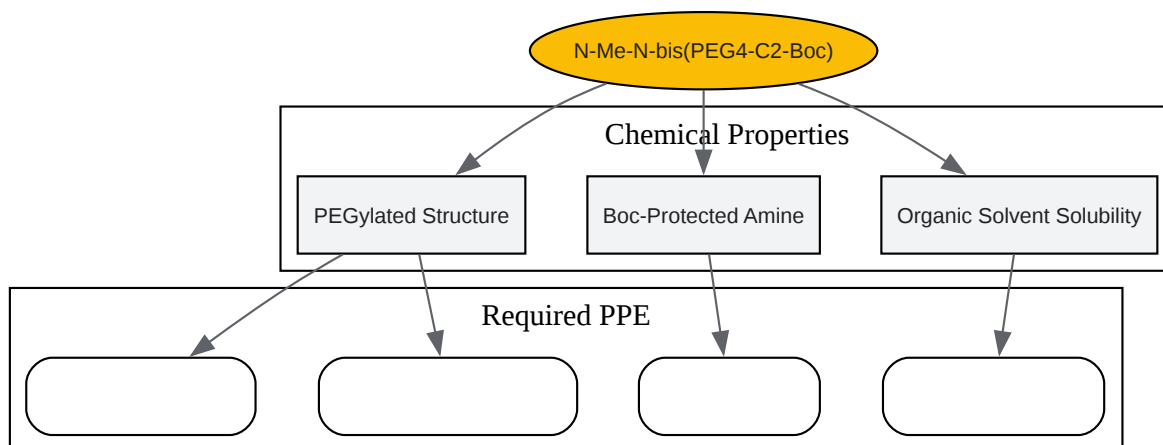 N-Me-N-bis(PEG4-C2-Boc)
Chemical Properties
PEGylated Structure
Boc-Protected Amine
Organic Solvent Solubility
Required PPE